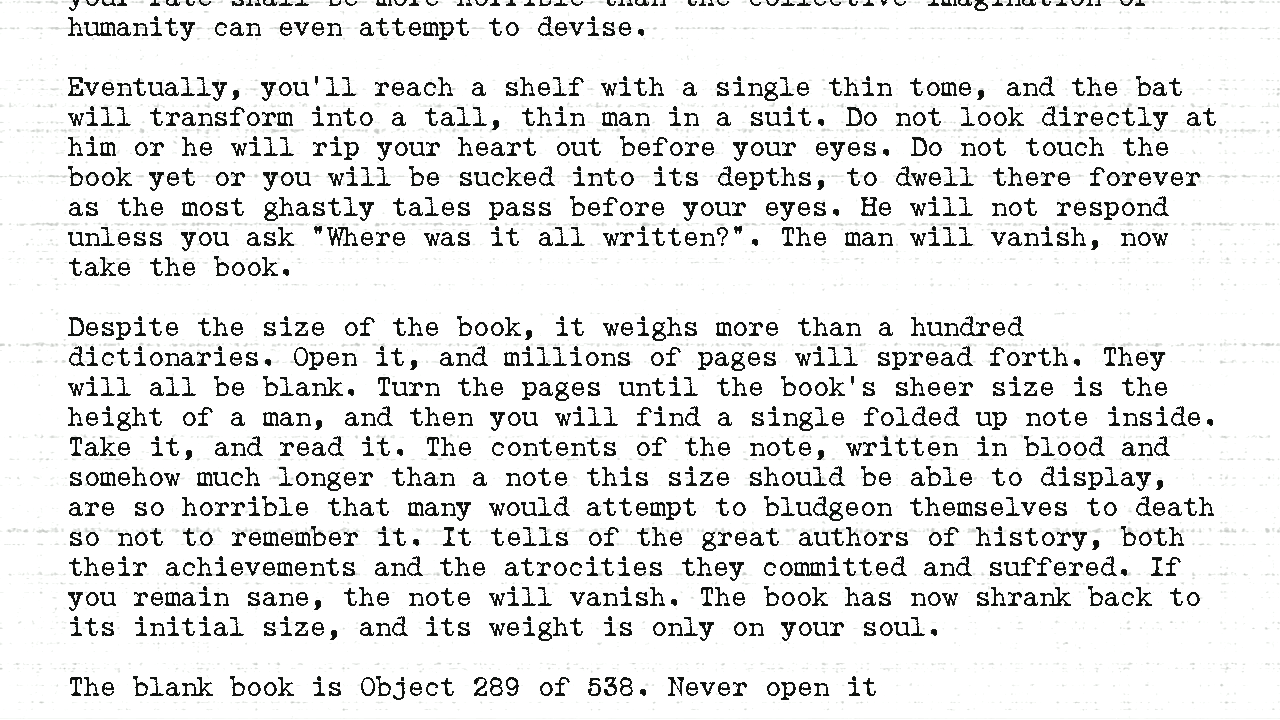 your fate shall be more horrible than the collective imagination of
humanity can even attempt to devise.
Eventually, you'll reach a shelf with a single thin tome, and the bat
will transform into a tall, thin man in a suit. Do not look directly at
him or he will rip your heart out before your eyes. Do not touch the
book yet or you will be sucked into its depths, to dwell there forever
as the most ghastly tales pass before your eyes. He will not respond
unless you ask "Where was it all written?". The man will vanish, now
take the book.
Despite the size of the book, it weighs more than a hundred
dictionaries. Open it, and millions of pages will spread forth. They
will all be blank. Turn the pages until the book's sheer size is the
height of a man, and then you will find a single folded up note inside.
Take it, and read it. The contents of the note, written in blood and
somehow much longer than a note this size should be able to display,
are so horrible that many would attempt to bludgeon themselves to death
so not to remember it. It tells of the great authors of history, both
their achievements and the atrocities they committed and suffered. If
you remain sane, the note will vanish. The book has now shrank back to
its initial size, and its weight is only on your soul.
The blank book is Object 289 of 538. Never open it